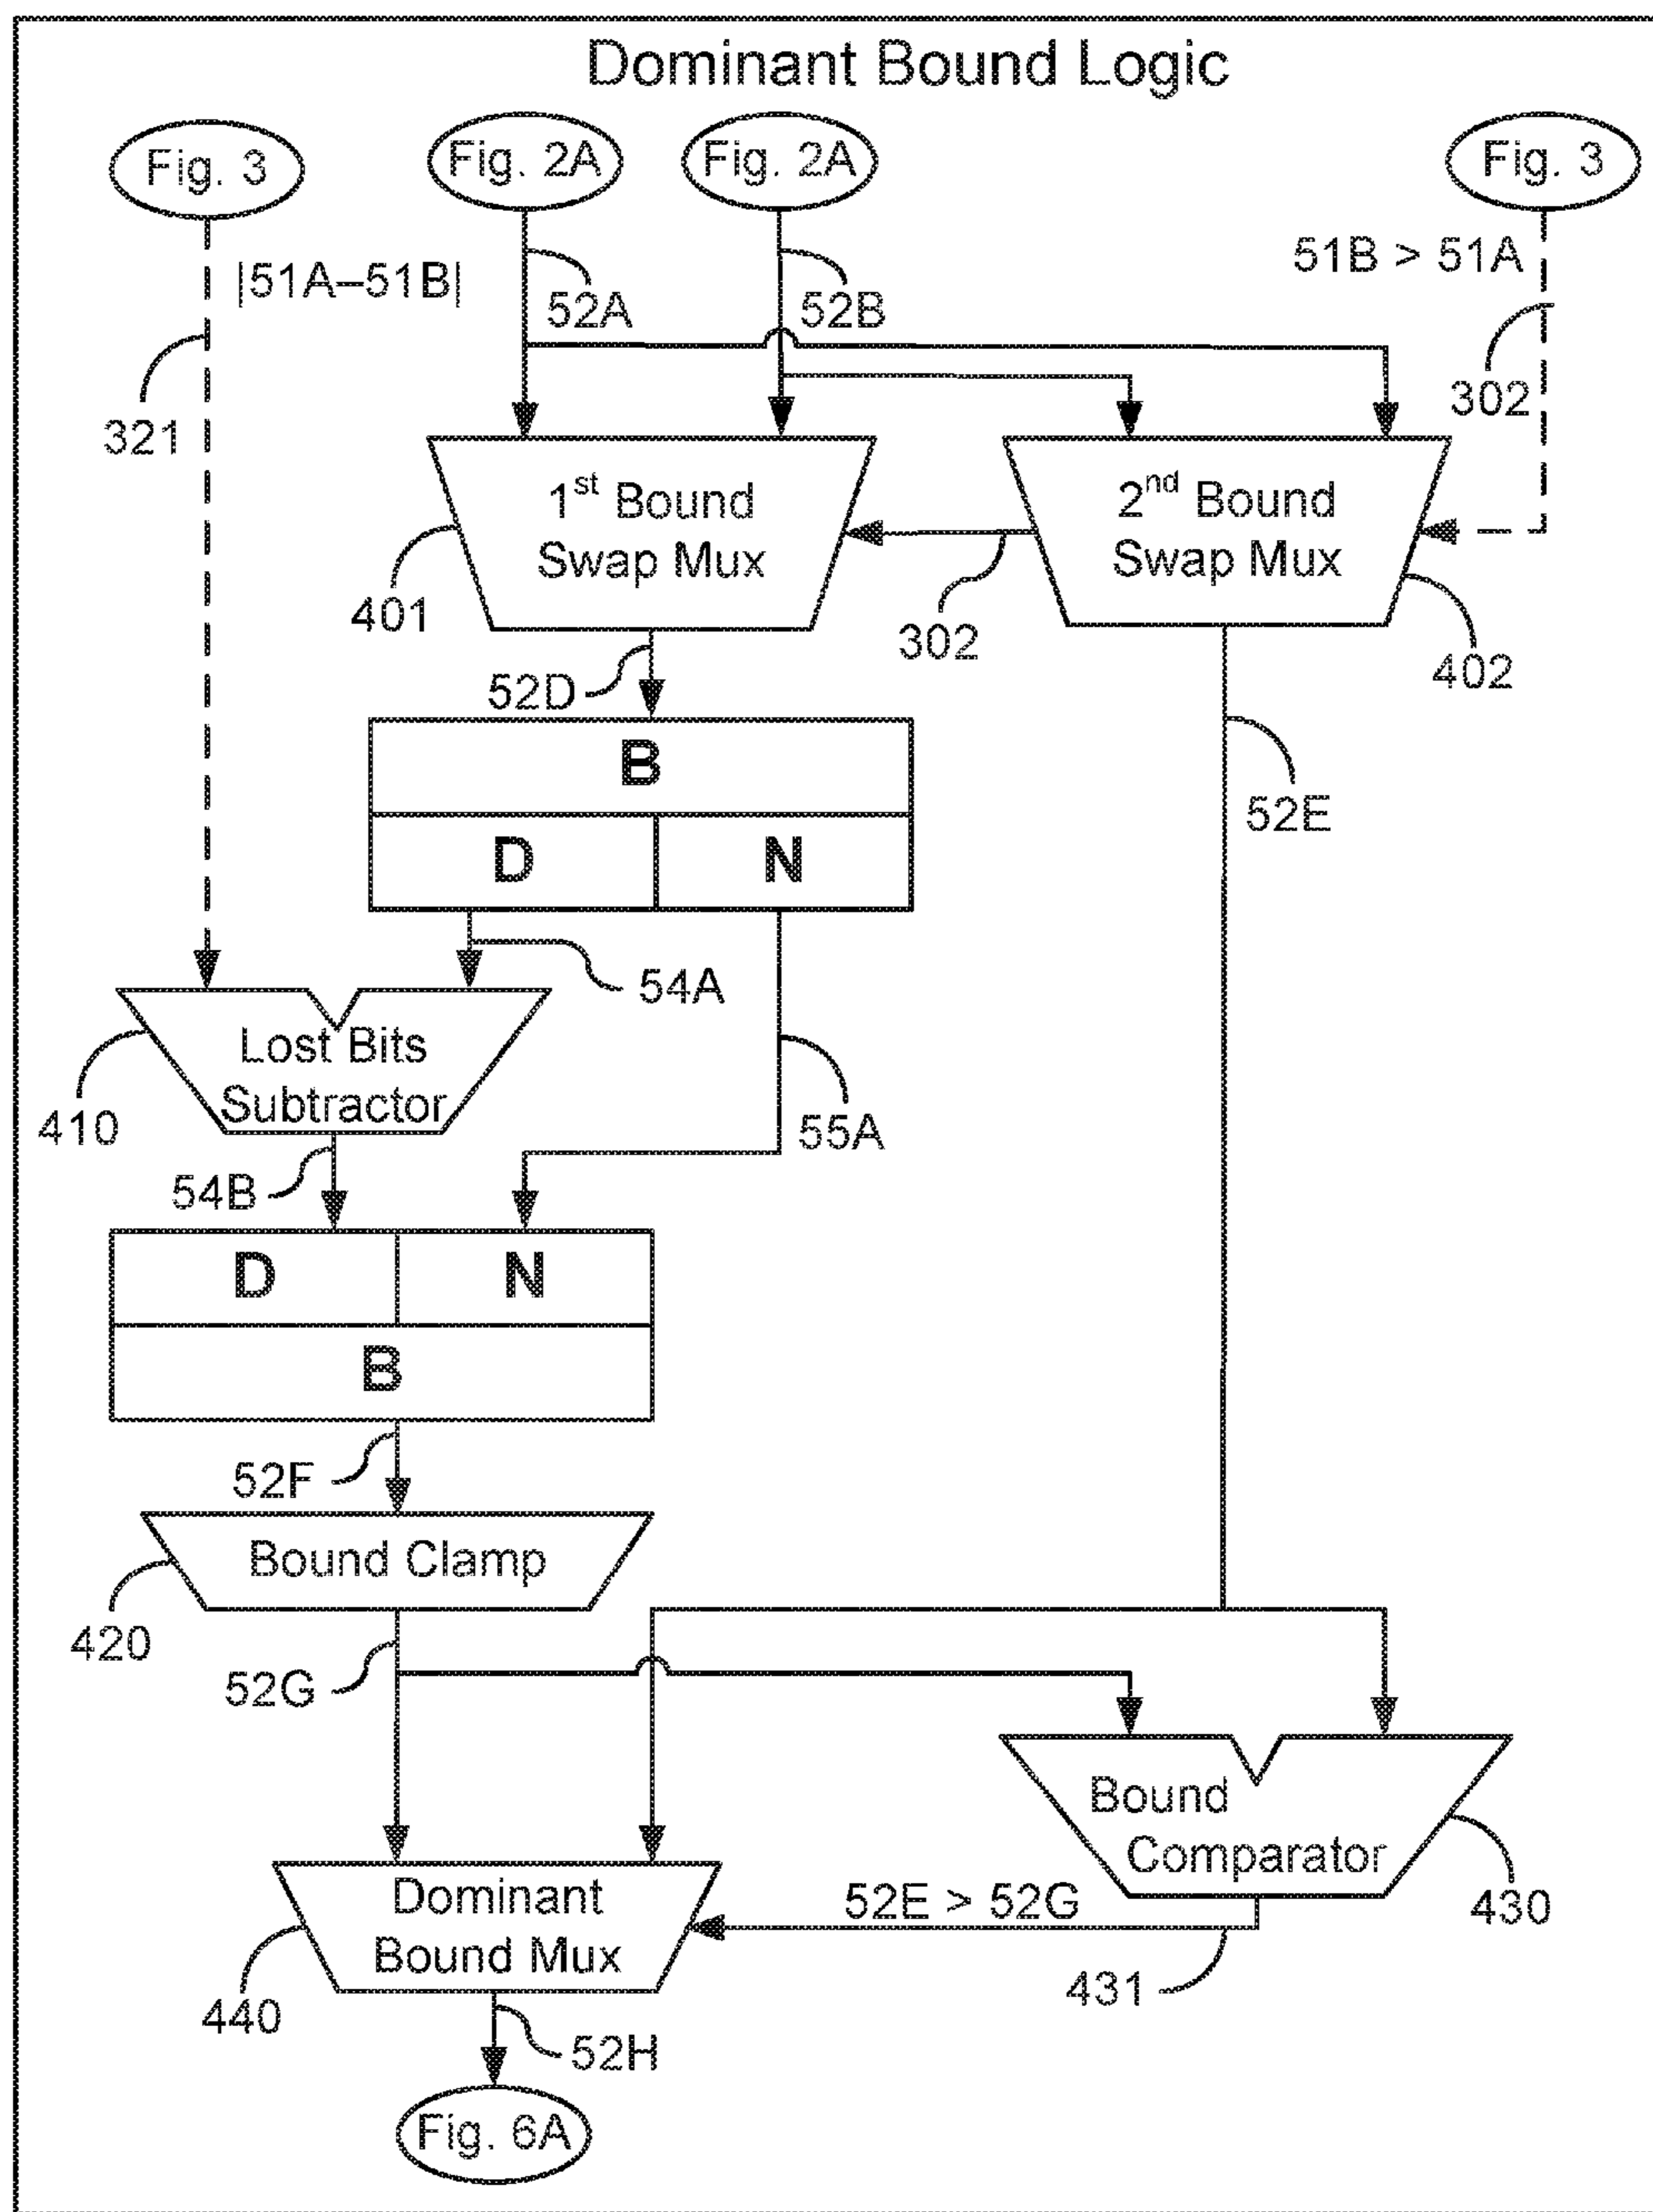 Dominant Bound Logic
Fig. 3
Fig. 2A
Fig. 2A
Fig. 3
|51A–51B|
52A
52B
51B > 51A
321
302
1st Bound
Swap Mux
2nd Bound
Swap Mux
401
302
402
52D
B
D
N
52E
54A
Lost Bits
Subtractor
410
55A
54B
D
N
B
52F
Bound Clamp
420
52G
Bound
Comparator
Dominant
Bound Mux
52E > 52G
430
440
431
52H
Fig. 6A